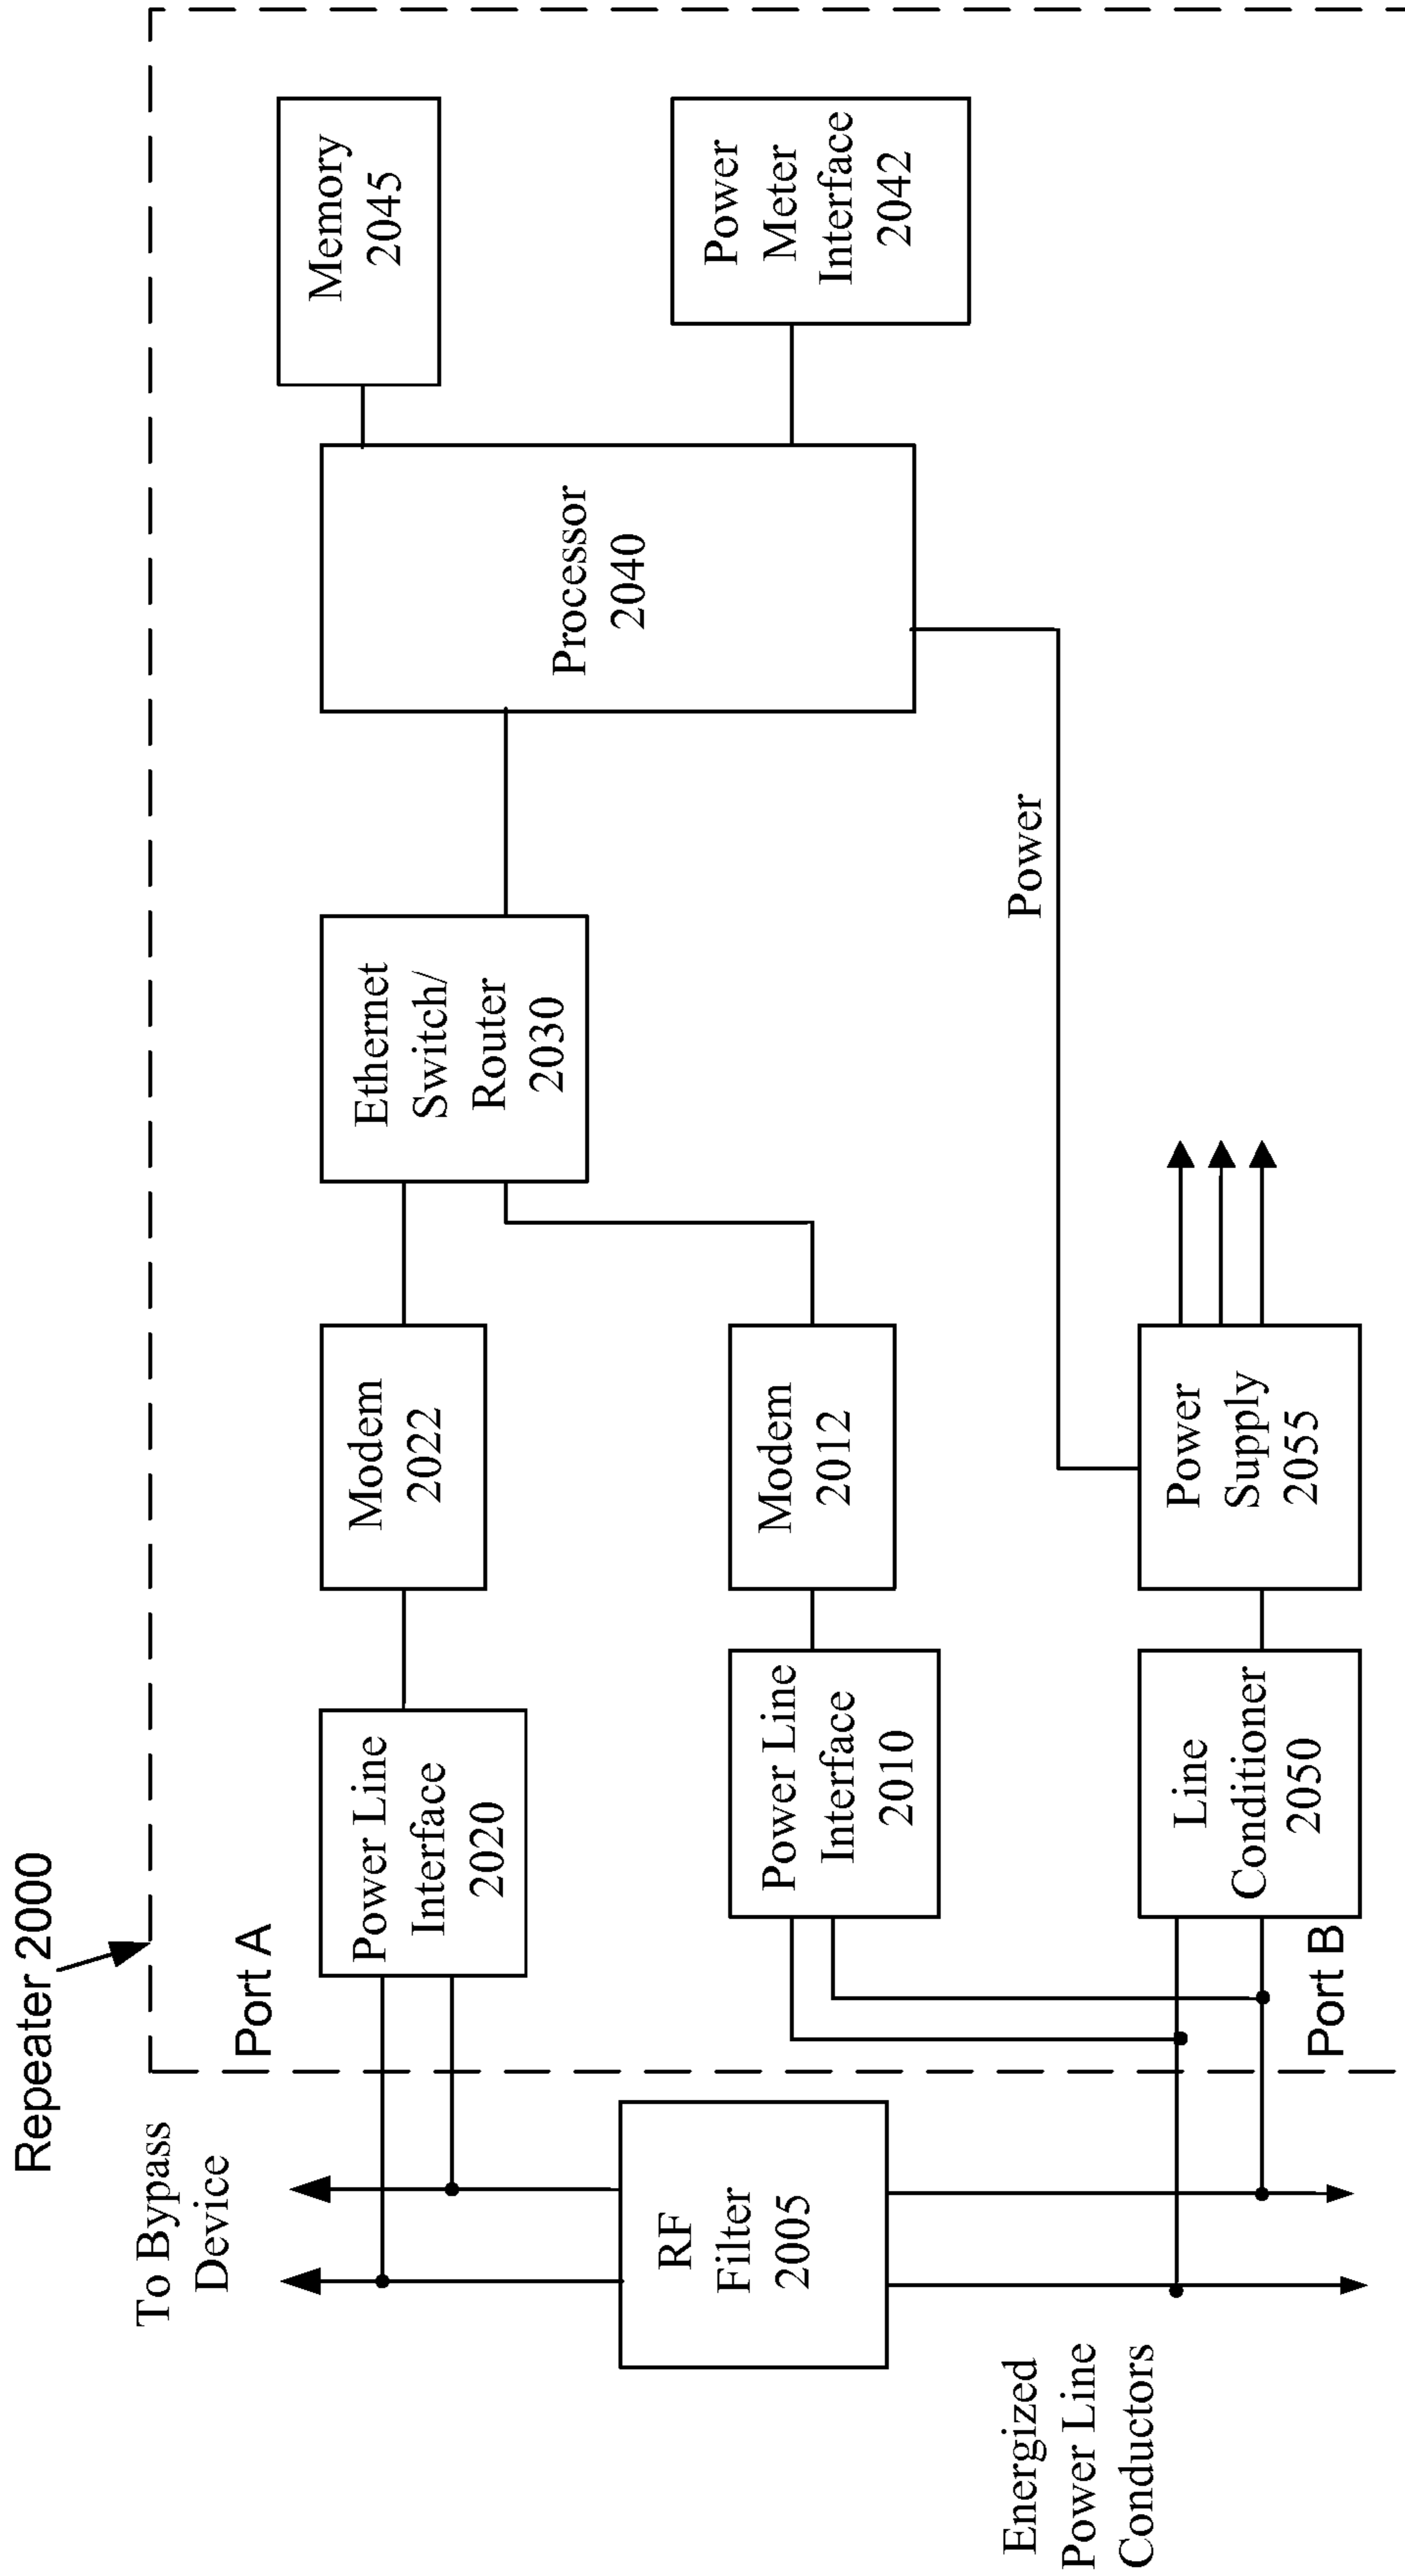 Repeater 2000
To Bypass
Device
Port A
Power Line
Interface
2020
Modem
2022
Ethernet
Switch/
Router
2030
Processor
2040
Memory
2045
Power
Meter
Interface
2042
RF
Filter
2005
Power Line
Interface
2010
Modem
2012
Power
Energized
Power Line
Conductors
Port B
Line
Conditioner
2050
Power
Supply
2055